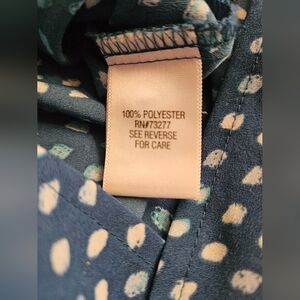 100% POLYESTER
RN#73277
SEE REVERSE
FOR CARE